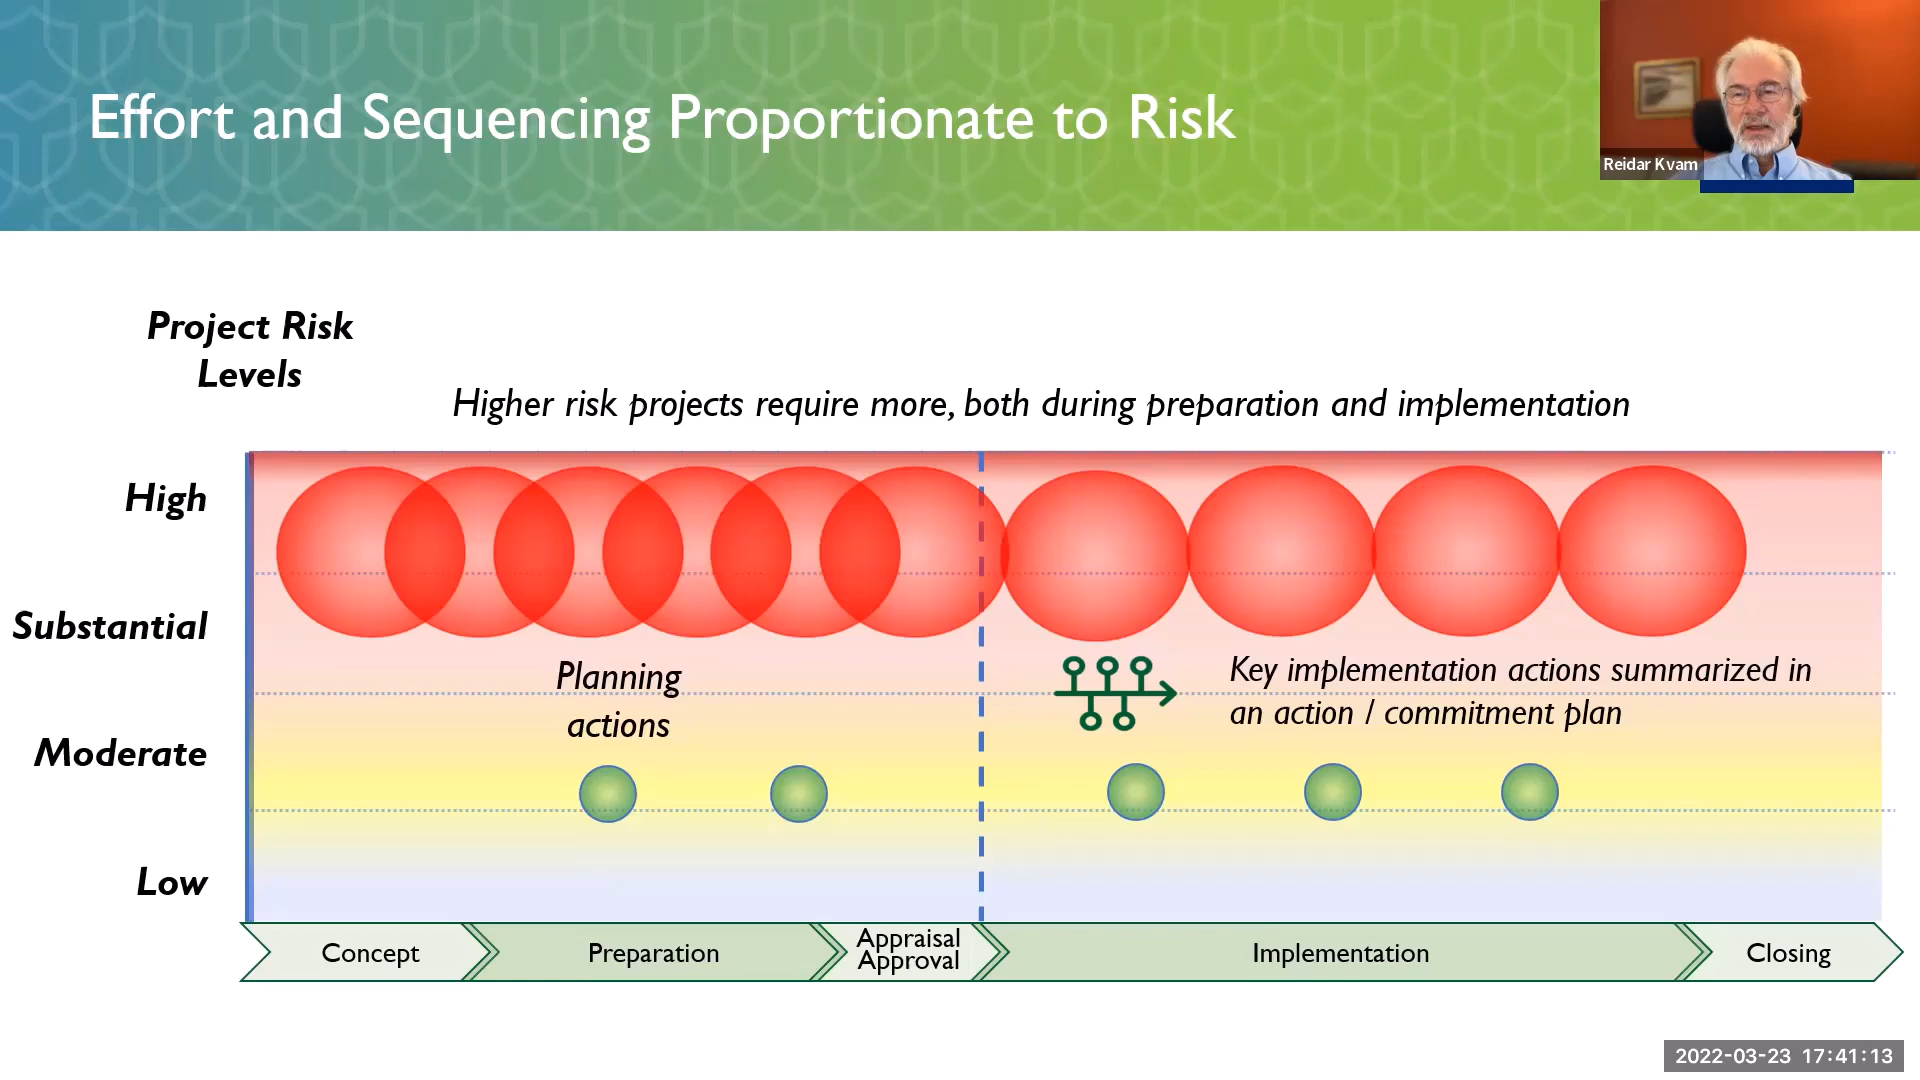 Effort and Sequencing Proportionate to Risk
Reidar Kvam
Project Risk
Levels
Higher risk projects require more, both during preparation and implementation
High
Substantial
Moderate
Low
Planning
actions
Key implementation actions summarized in
an action / commitment plan
Concept
Preparation
Appraisal
Approval
Implementation
Closing
2022-03-23 17:41:13